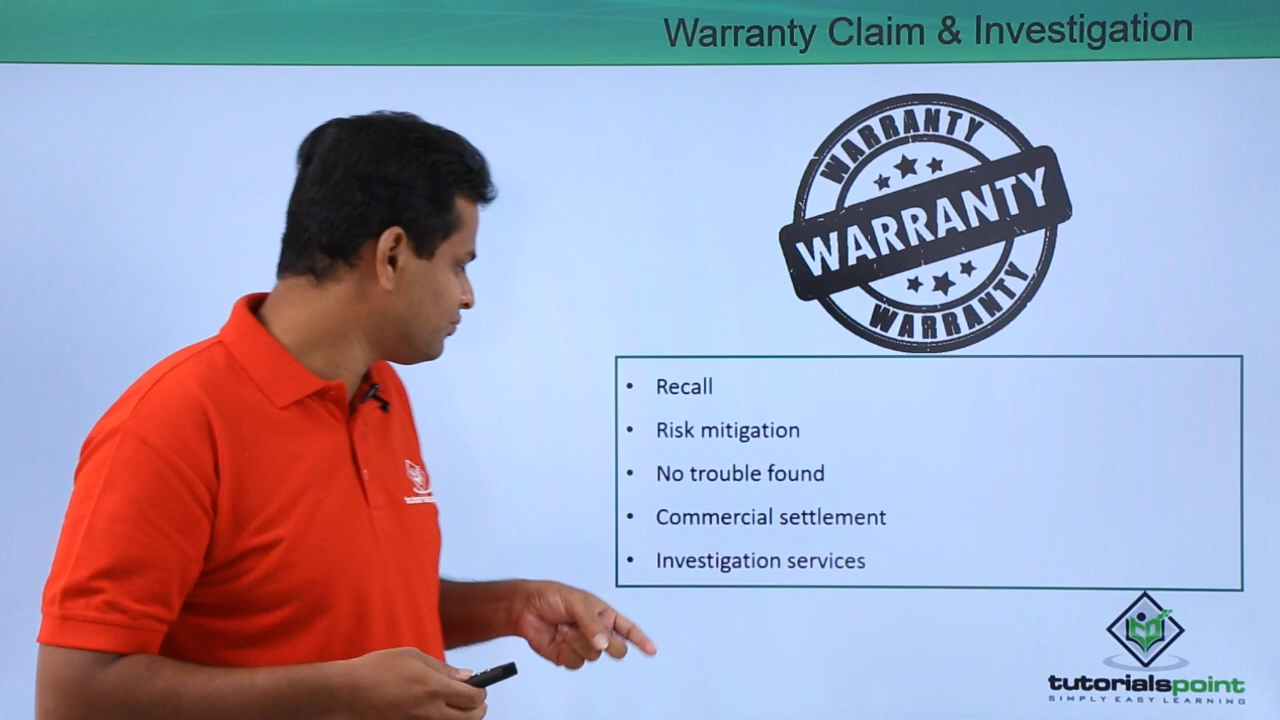 Warranty Claim & Investigation
WARRANTY
WARRANTY
WARRANTY
• Recall
• Risk mitigation
• No trouble found
• Commercial settlement
• Investigation services
tutorialspoint
SIMPLY EASY LEARNING